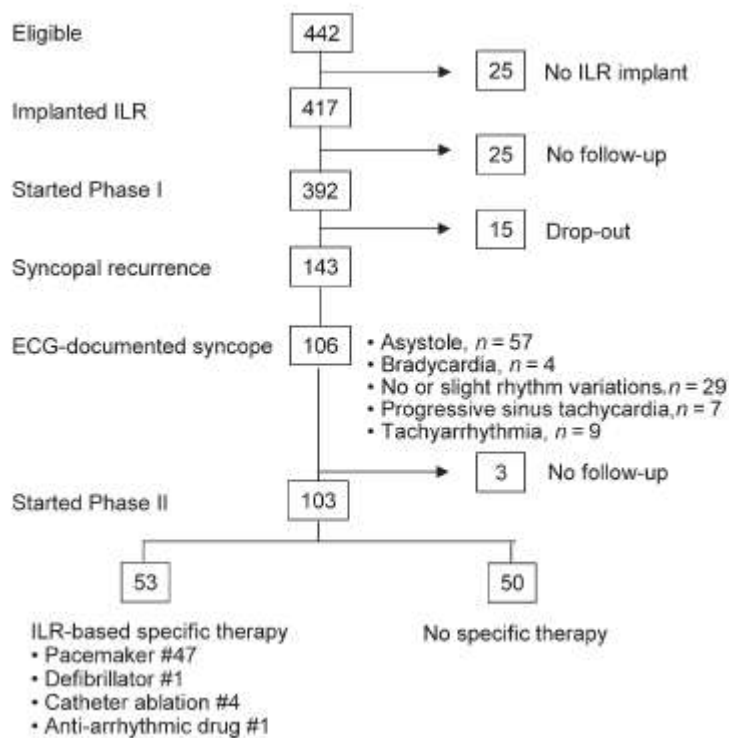 Eligible
442
25 No ILR implant
Implanted ILR
417
25 No follow-up
Started Phase I
392
15 Drop-out
Syncopal recurrence
143
ECG-documented syncope
106
• Asystole, n = 57
• Bradycardia, n = 4
• No or slight rhythm variations, n = 29
• Progressive sinus tachycardia, n = 7
• Tachyarrhythmia, n = 9
3 No follow-up
Started Phase II
103
53
50
ILR-based specific therapy
• Pacemaker #47
• Defibrillator #1
• Catheter ablation #4
• Anti-arrhythmic drug #1
No specific therapy